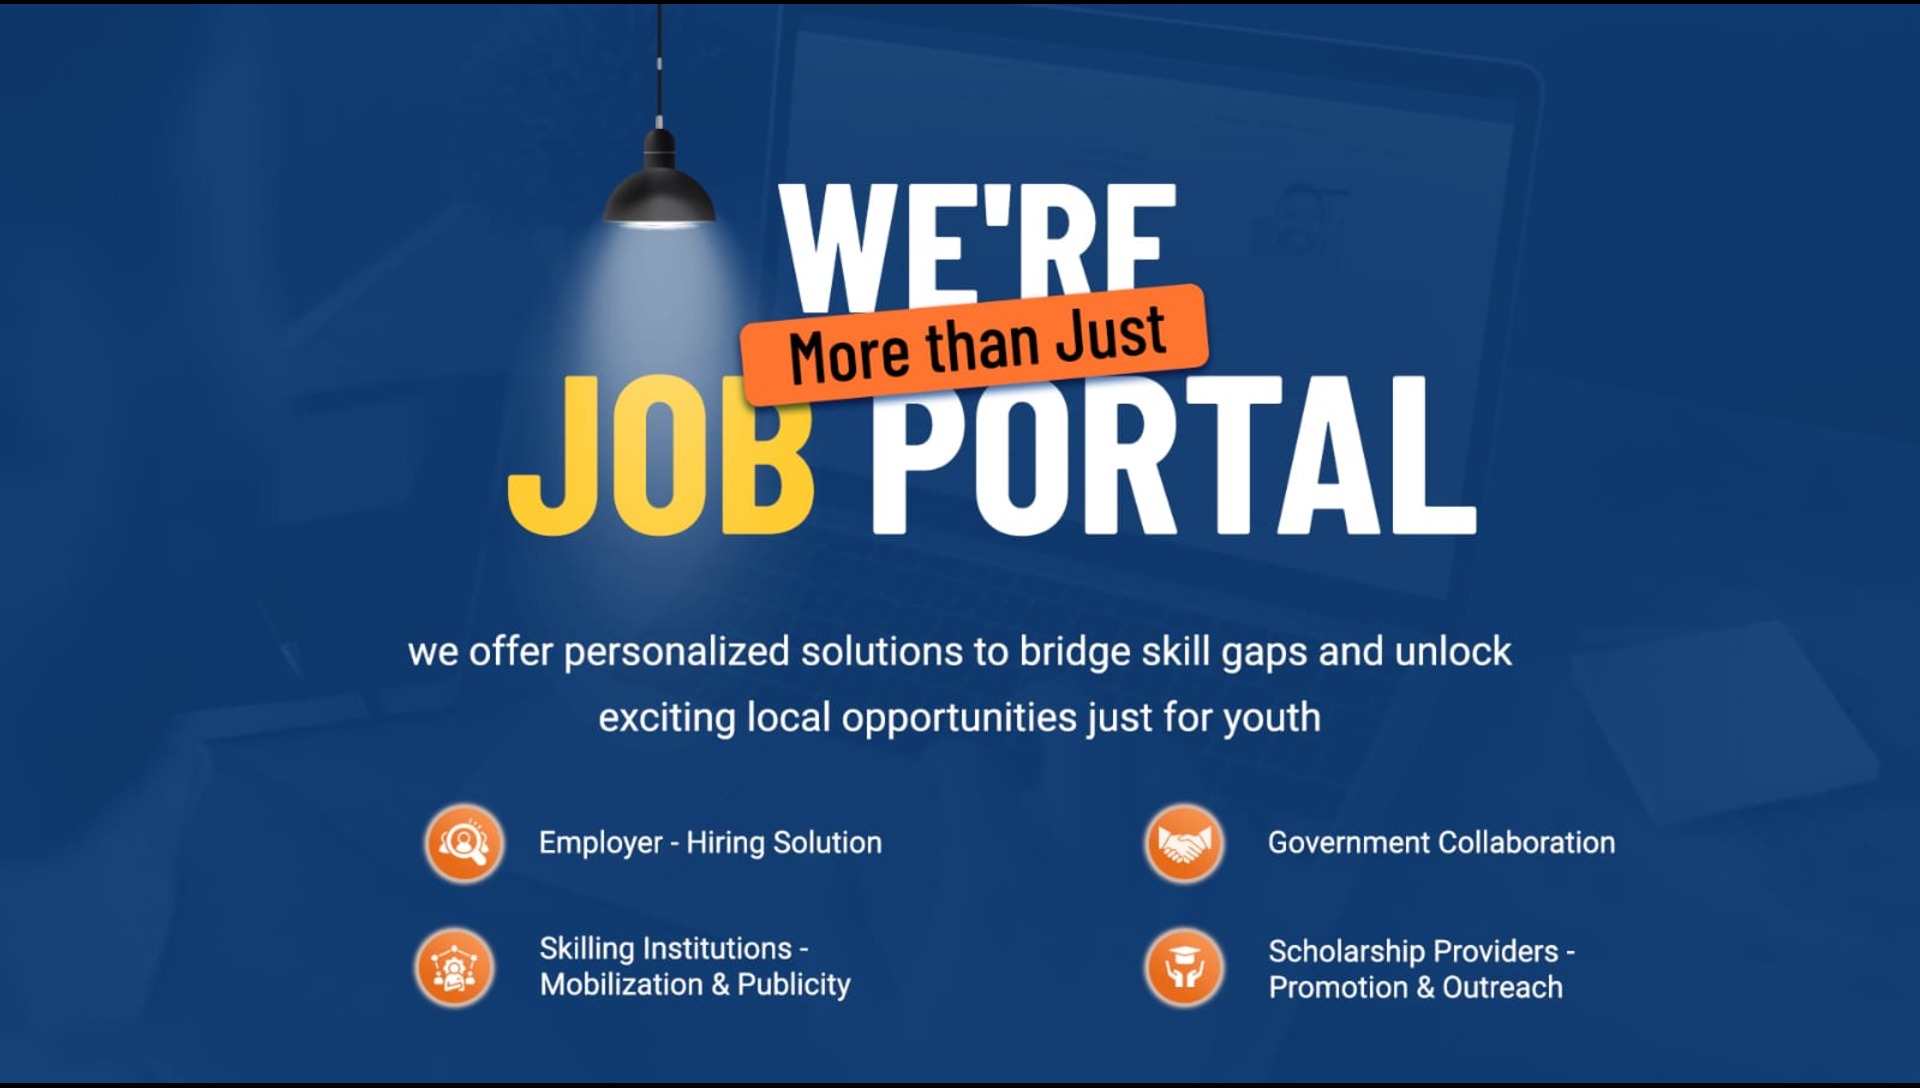 WE'RE
More than Just
JOB PORTAL
we offer personalized solutions to bridge skill gaps and unlock
exciting local opportunities just for youth
Employer - Hiring Solution
Government Collaboration
Skilling Institutions -
Mobilization & Publicity
Scholarship Providers -
Promotion & Outreach